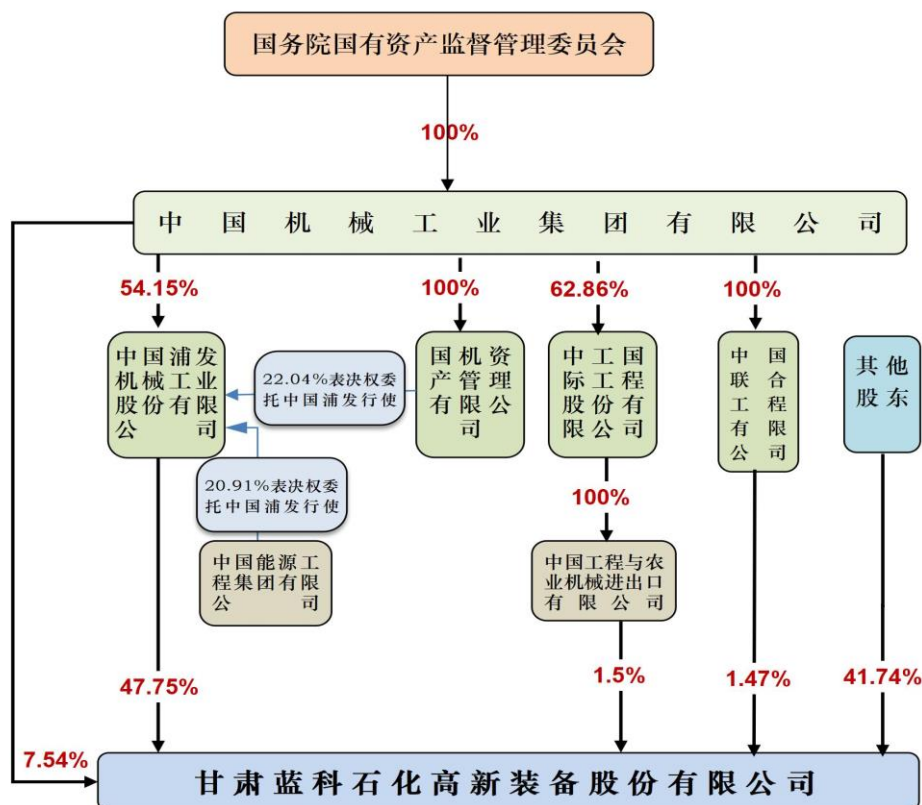 国务院国有资产监督管理委员会
100%
中国机械工业集团有限公司
54.15%
100%
62.86%
100%
中国浦发
机械工业
股份有限
公司
22.04%表决权委
托中国浦发行使
国机资
产管理
有限公
司
中工国
际工程
股份有
限公司
中国
联合
工程
有限
公司
其他
股东
20.91%表决权委
托中国浦发行使
100%
中国能源工
程集团有限
公司
中国工程与农
业机械进出口
有限公司
47.75%
1.5%
1.47%
41.74%
7.54%
甘肃蓝科石化高新装备股份有限公司